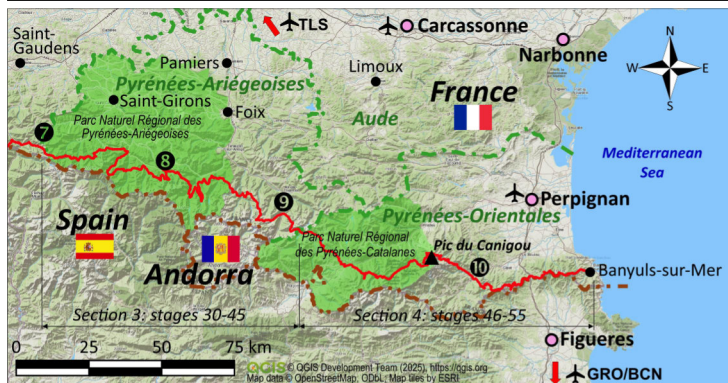 Saint-
Gaudens
TLS
Carcassonne
Narbonne
N
W
E
S
Pamiers
Pyrénées-Ariégeoises
Limoux
France
Saint-Girons
Foix
Aude
Parc Naturel Régional des
Pyrénées-Ariégeoises
Mediterranean
Sea
7
8
9
Perpignan
Pyrénées-Orientales
Spain
Parc Naturel Régional
des Pyrénées-Catalanes
Pic du Canigou
Andorra
10
Banyuls-sur-Mer
Section 3: stages 30-45
Section 4: stages 46-55
Figueres
0
25
50
75 km
QGIS
© QGIS Development Team (2025), https://qgis.org
Map data © OpenStreetMap, ODbL; Map tiles by ESRI
GRO/BCN